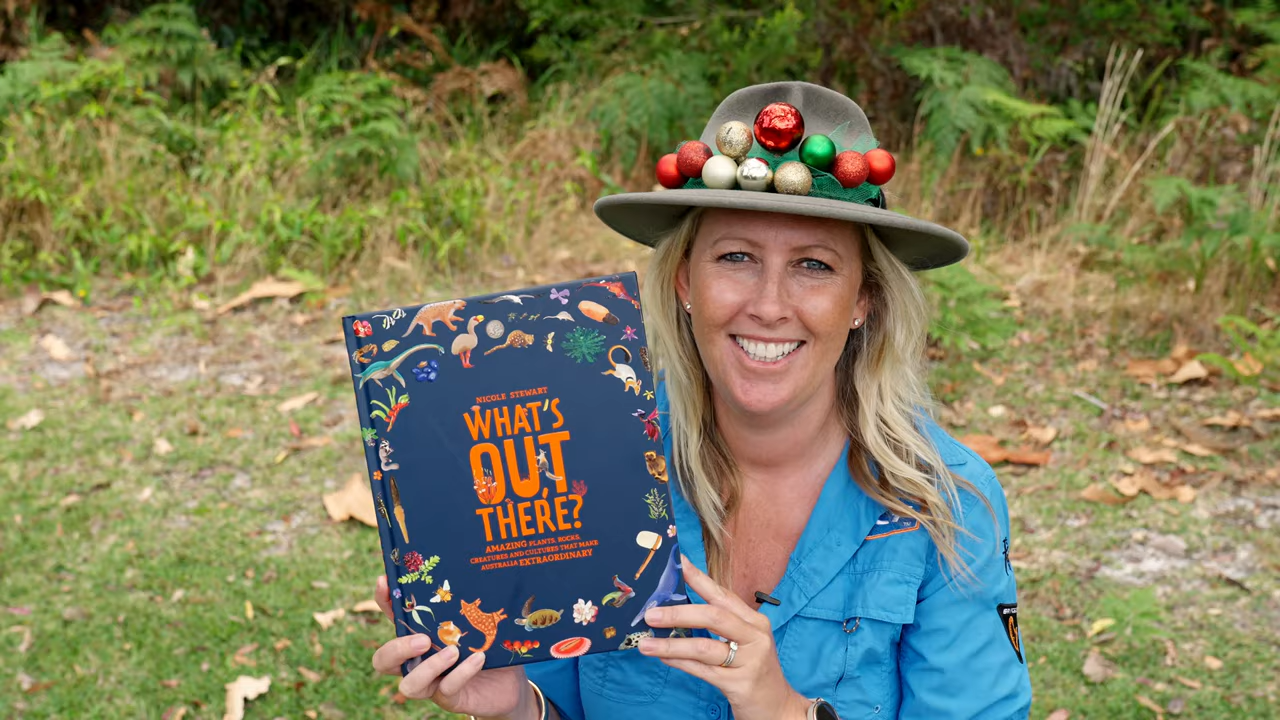 NICOLE STEWART
WHAT'S
OUT
THERE?
AMAZING PLANTS, ROCKS,
CREATURES AND CULTURES THAT MAKE
AUSTRALIA EXTRAORDINARY